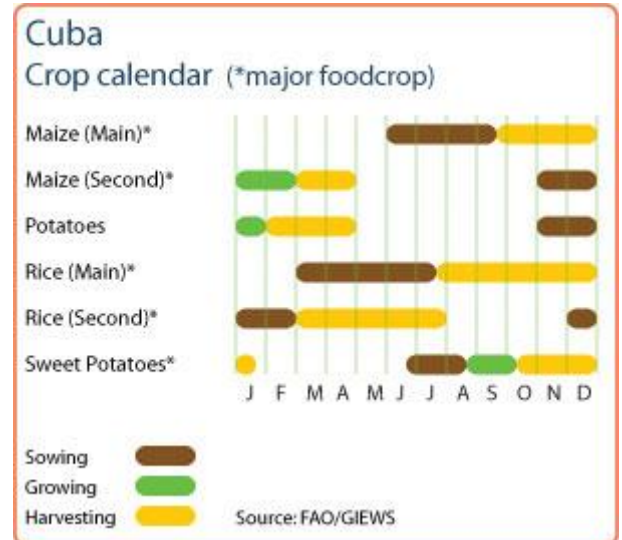 Cuba
Crop calendar (*major foodcrop)
Maize (Main)*
Maize (Second)*
Potatoes
Rice (Main)*
Rice (Second)*
Sweet Potatoes*
J F M A M J J A S O N D
Sowing
Growing
Harvesting Source: FAO/GIEWS